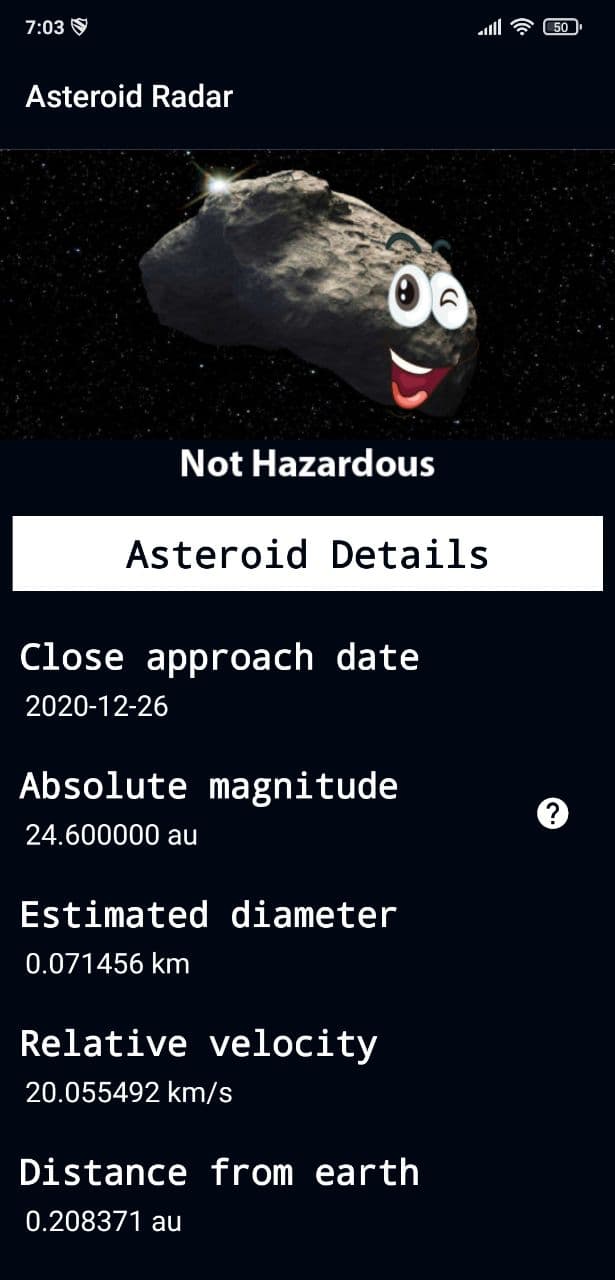 7:03
50
Asteroid Radar
Not Hazardous
Asteroid Details
Close approach date
2020-12-26
Absolute magnitude
24.600000 au
?
Estimated diameter
0.071456 km
Relative velocity
20.055492 km/s
Distance from earth
0.208371 au